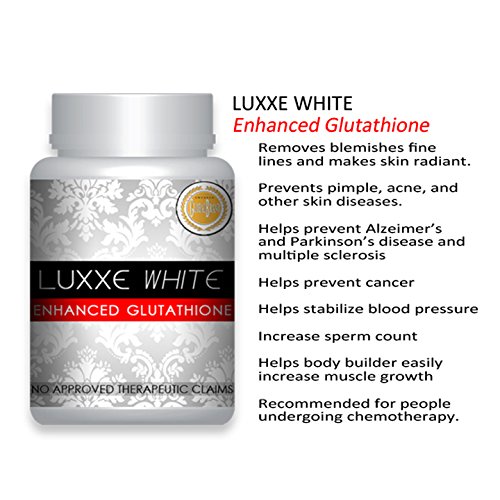 LUXXE WHITE
ENHANCED GLUTATHIONE
NO APPROVED THERAPEUTIC CLAIMS
LUXXE WHITE
Enhanced Glutathione
Removes blemishes fine
lines and makes skin radiant.
Prevents pimple, acne, and
other skin diseases.
Helps prevent Alzeimer's
and Parkinson's disease and
multiple sclerosis
Helps prevent cancer
Helps stabilize blood pressure
Increase sperm count
Helps body builder easily
increase muscle growth
Recommended for people
undergoing chemotherapy.